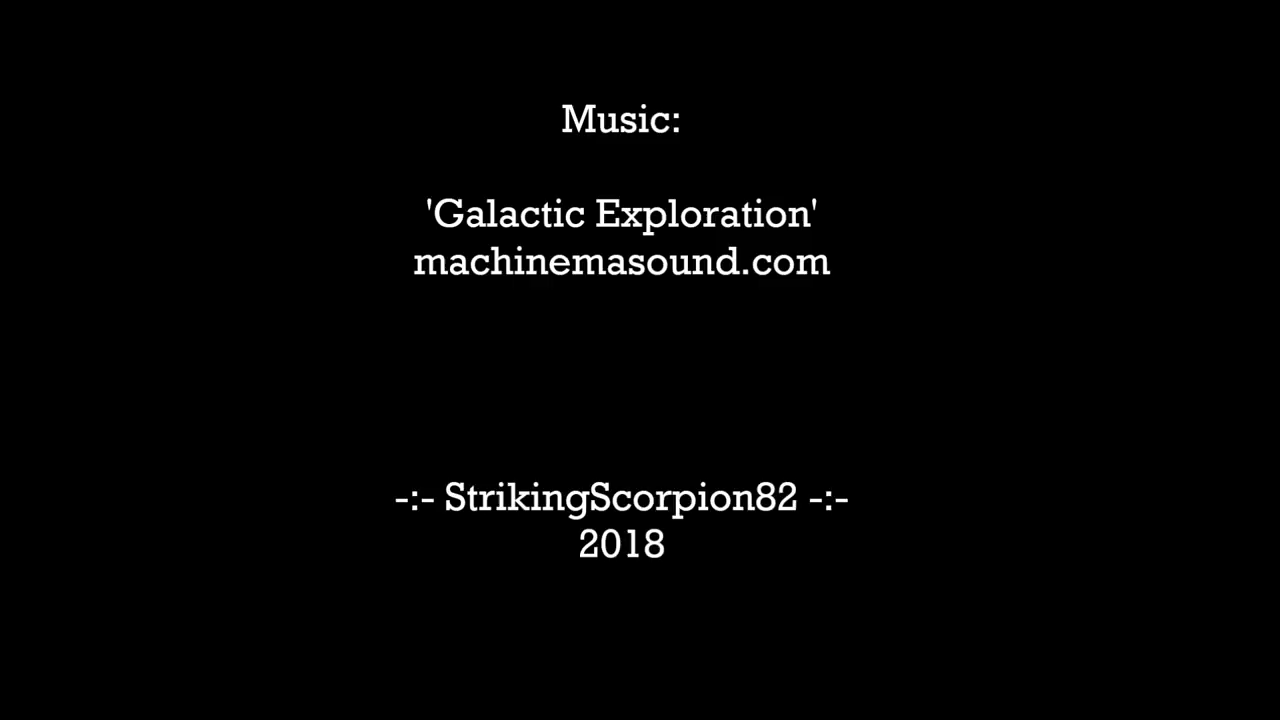 Music:
'Galactic Exploration'
machinemasound.com
-:- StrikingScorpion82 -:-
2018